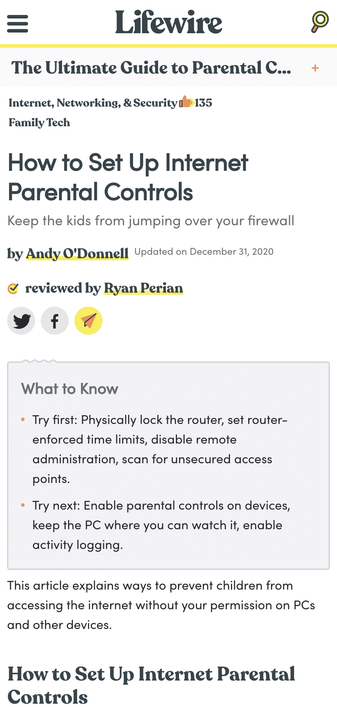 Lifewire
The Ultimate Guide to Parental C... +
Internet, Networking, & Security 135
Family Tech
How to Set Up Internet
Parental Controls
Keep the kids from jumping over your firewall
by Andy O'Donnell Updated on December 31, 2020
reviewed by Ryan Perian
What to Know
• Try first: Physically lock the router, set router-
enforced time limits, disable remote
administration, scan for unsecured access
points.
• Try next: Enable parental controls on devices,
keep the PC where you can watch it, enable
activity logging.
This article explains ways to prevent children from
accessing the internet without your permission on PCs
and other devices.
How to Set Up Internet Parental
Controls